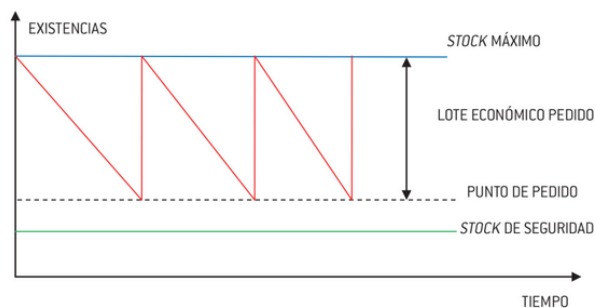 EXISTENCIAS
STOCK MÁXIMO
LOTE ECONÓMICO PEDIDO
PUNTO DE PEDIDO
STOCK DE SEGURIDAD
TIEMPO